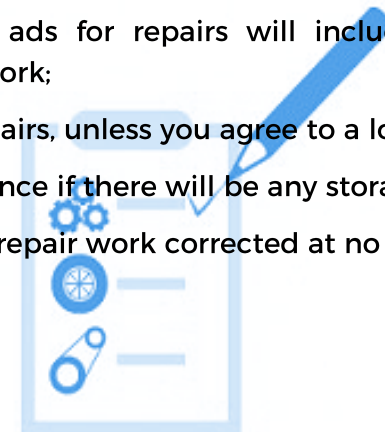 ads for repairs will inclu
ork;
airs, unless you agree to a lo
nce if there will be any stora
repair work corrected at no